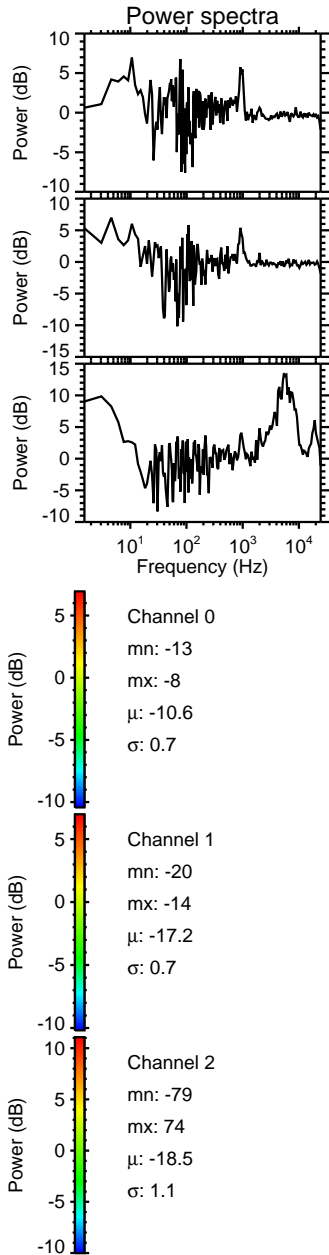 Power spectra
10
5
0
-5
-10
Power (dB)
15
10
5
0
-5
-10
-15
Power (dB)
15
10
5
0
-5
-10
Power (dB)
10¹ 10² 10³ 10⁴
Frequency (Hz)
5
0
-5
-10
Power (dB)
Channel 0
mn: -13
mx: -8
μ: -10.6
σ: 0.7
5
0
-5
-10
Power (dB)
Channel 1
mn: -20
mx: -14
μ: -17.2
σ: 0.7
10
5
0
-5
-10
Power (dB)
Channel 2
mn: -79
mx: 74
μ: -18.5
σ: 1.1